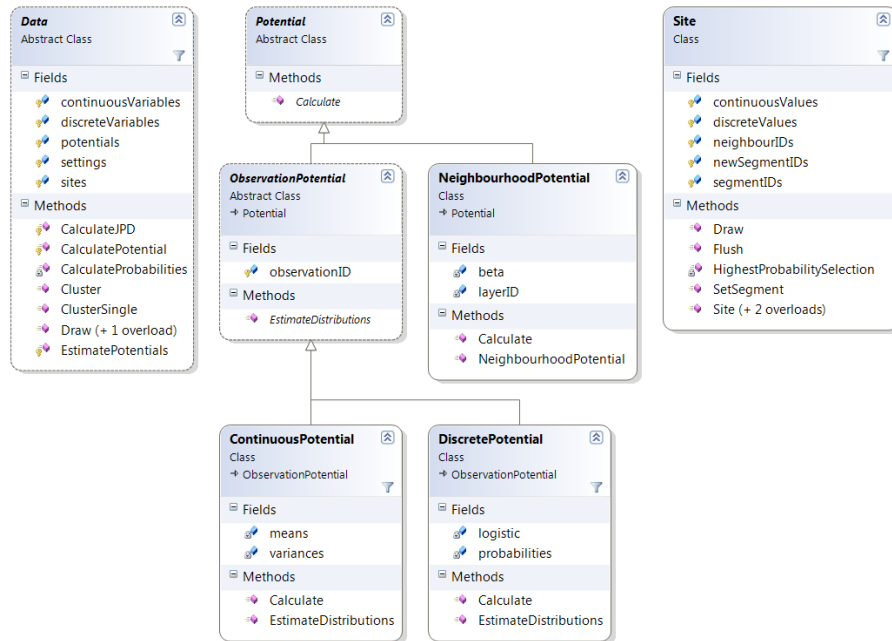 Data
Abstract Class
Fields
continuousVariables
discreteVariables
potentials
settings
sites
Methods
CalculateJPD
CalculatePotential
CalculateProbabilities
Cluster
ClusterSingle
Draw (+ 1 overload)
EstimatePotentials
Potential
Abstract Class
Methods
Calculate
ObservationPotential
Abstract Class
Potential
Fields
observationID
Methods
EstimateDistributions
NeighbourhoodPotential
Class
Potential
Fields
beta
layerID
Methods
Calculate
NeighbourhoodPotential
Site
Class
Fields
continuousValues
discreteValues
neighbourIDs
newSegmentIDs
segmentIDs
Methods
Draw
Flush
HighestProbabilitySelection
SetSegment
Site (+ 2 overloads)
ContinuousPotential
Class
ObservationPotential
Fields
means
variances
Methods
Calculate
EstimateDistributions
DiscretePotential
Class
ObservationPotential
Fields
logistic
probabilities
Methods
Calculate
EstimateDistributions